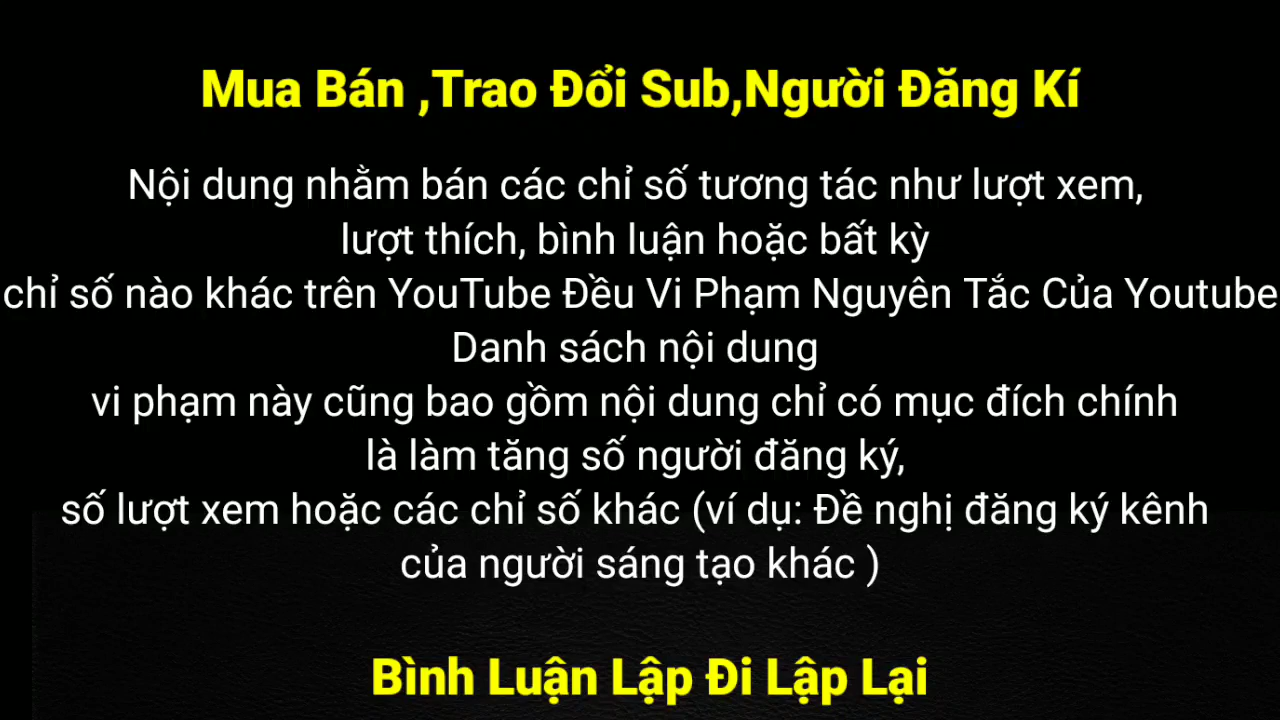 Mua Bán ,Trao Đổi Sub,Người Đăng Kí
Nội dung nhằm bán các chỉ số tương tác như lượt xem,
lượt thích, bình luận hoặc bất kỳ
chỉ số nào khác trên YouTube Đều Vi Phạm Nguyên Tắc Của Youtube
Danh sách nội dung
vi phạm này cũng bao gồm nội dung chỉ có mục đích chính
là làm tăng số người đăng ký,
số lượt xem hoặc các chỉ số khác (ví dụ: Đề nghị đăng ký kênh
của người sáng tạo khác )
Bình Luận Lập Đi Lập Lại